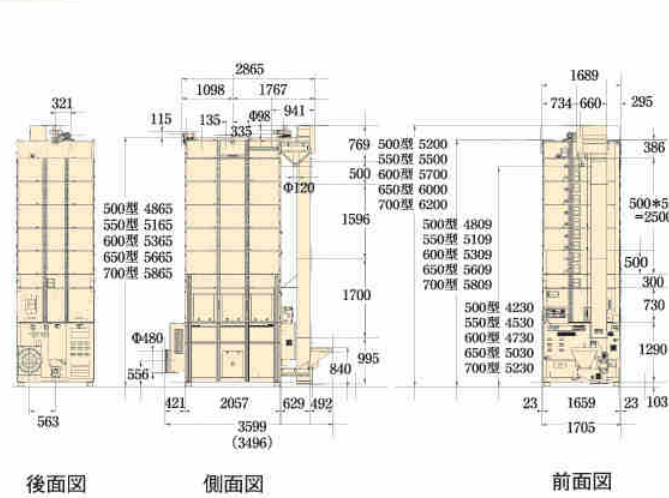 2865
1098 1767
321
115 135 Φ98 941
335
769
500型 5200
550型 5500
600型 5700
650型 6000
700型 6200
500
Φ120
1596
500型 4865
550型 5165
600型 5365
650型 5665
700型 5865
1700
Φ480
556
995
840
421 2057 629 492
563
3599
(3496)
1689
734 660 295
386
500*5
=2500
500型 4809
550型 5109
600型 5309
650型 5609
700型 5809
500
300
730
500型 4230
550型 4530
600型 4730
650型 5030
700型 5230
1290
23 1659 23 103
1705
後面図 側面図 前面図